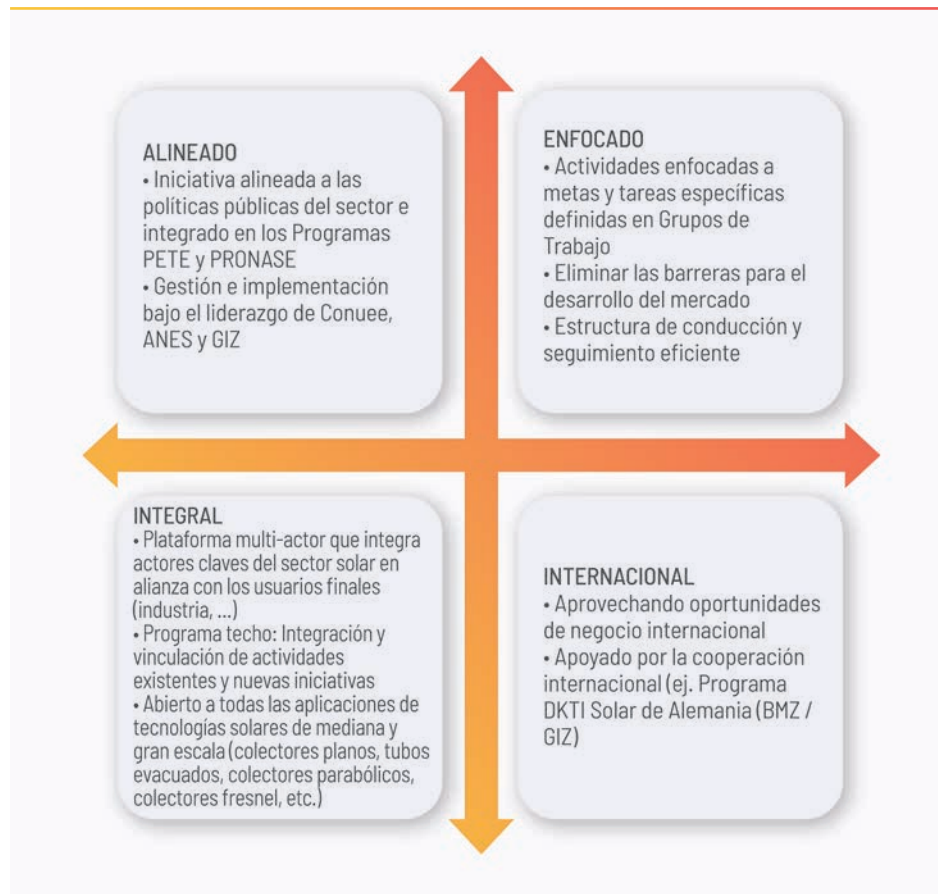 ALINEADO
• Iniciativa alineada a las
políticas públicas del sector e
integrado en los Programas
PETE y PRONASE
• Gestión e implementación
bajo el liderazgo de Conuee,
ANES y GIZ
ENFOCADO
• Actividades enfocadas a
metas y tareas específicas
definidas en Grupos de
Trabajo
• Eliminar las barreras para el
desarrollo del mercado
• Estructura de conducción y
seguimiento eficiente
INTEGRAL
• Plataforma multi-actor que integra
actores claves del sector solar en
alianza con los usuarios finales
(industria, ...)
• Programa techo: Integración y
vinculación de actividades
existentes y nuevas iniciativas
• Abierto a todas las aplicaciones de
tecnologías solares de mediana y
gran escala (colectores planos, tubos
evacuados, colectores parabólicos,
colectores fresnel, etc.)
INTERNACIONAL
• Aprovechando oportunidades
de negocio internacional
• Apoyado por la cooperación
internacional (ej. Programa
DKTI Solar de Alemania (BMZ /
GIZ)